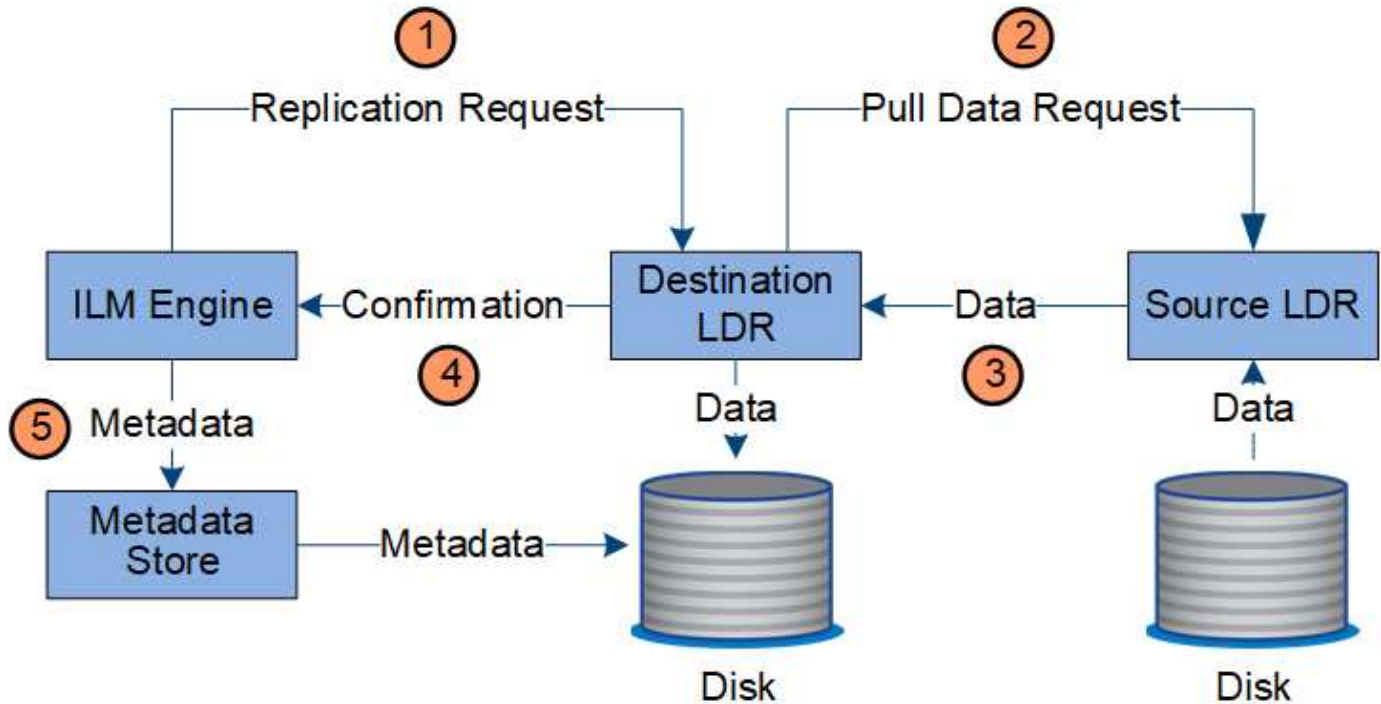 1
2
Replication Request
Pull Data Request
ILM Engine
Confirmation
Destination
LDR
Data
Source LDR
4
3
5
Metadata
Data
Data
Metadata
Store
Metadata
Disk
Disk